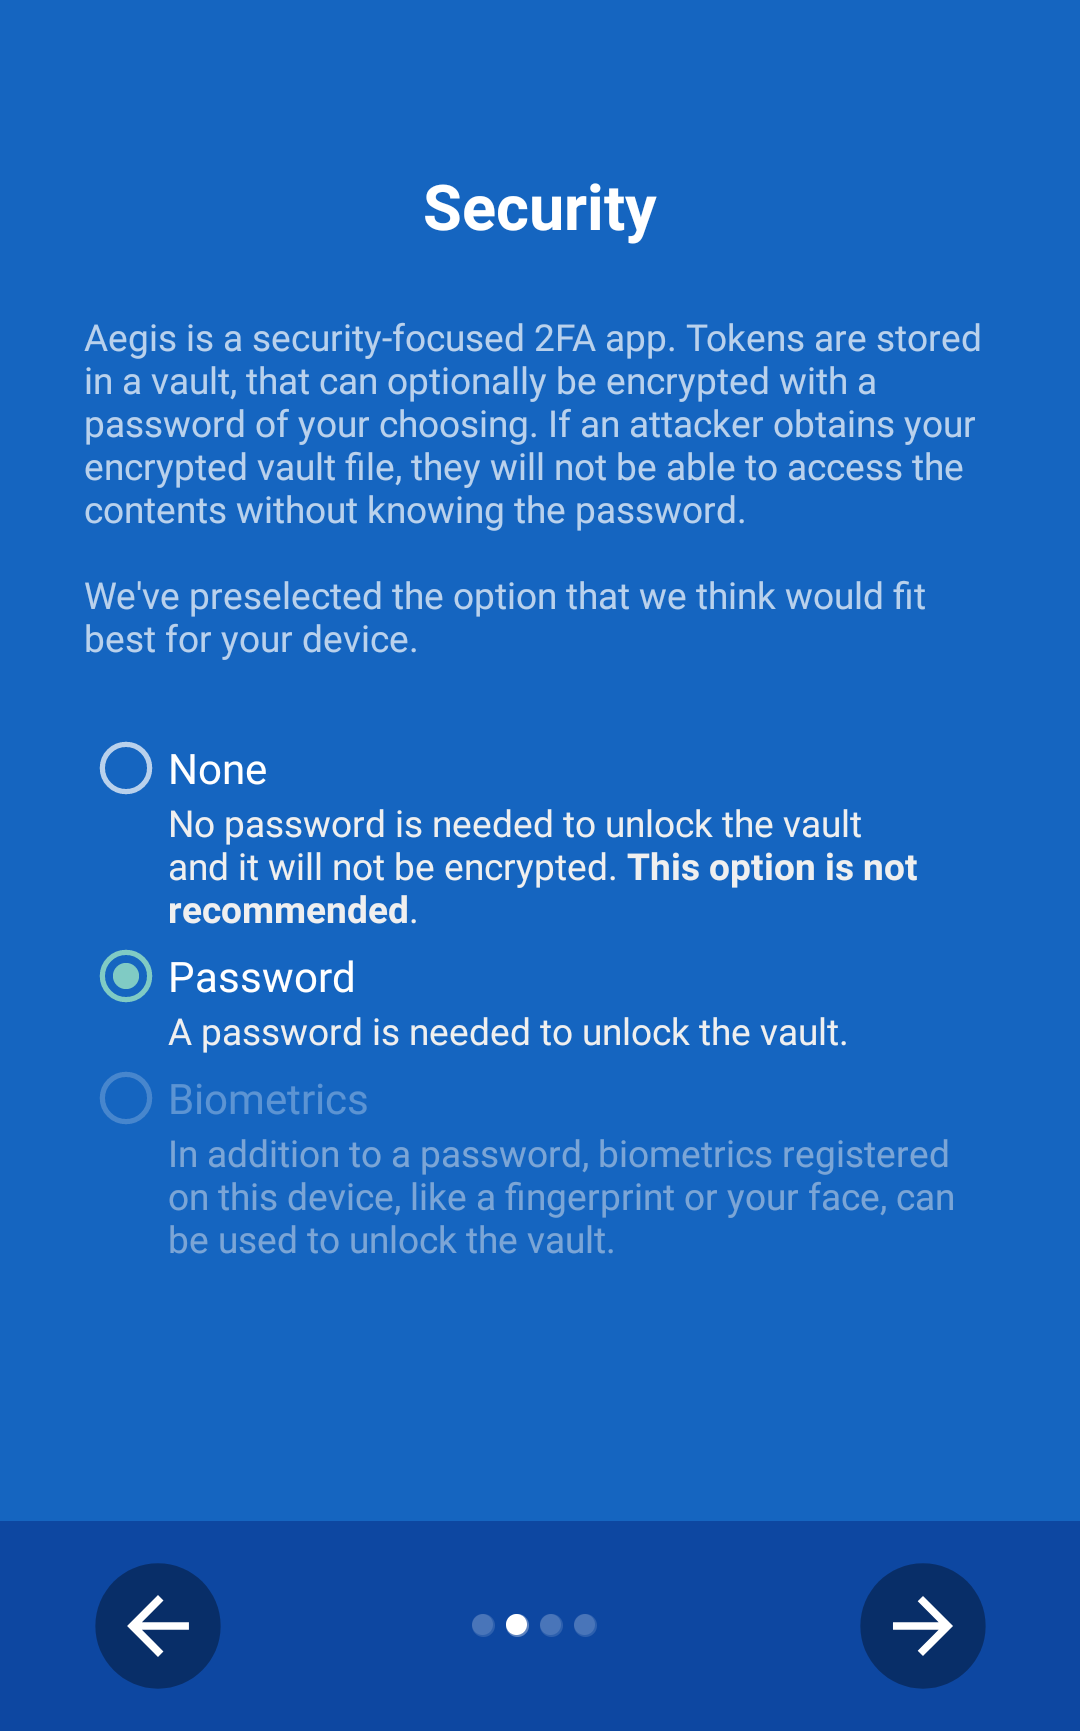 Security
Aegis is a security-focused 2FA app. Tokens are stored
in a vault, that can optionally be encrypted with a
password of your choosing. If an attacker obtains your
encrypted vault file, they will not be able to access the
contents without knowing the password.
We've preselected the option that we think would fit
best for your device.
None
No password is needed to unlock the vault
and it will not be encrypted. This option is not
recommended.
Password
A password is needed to unlock the vault.
Biometrics
In addition to a password, biometrics registered
on this device, like a fingerprint or your face, can
be used to unlock the vault.